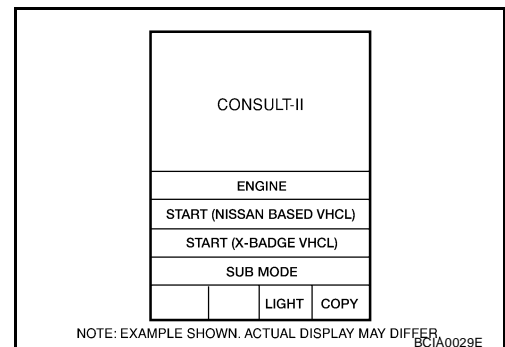 CONSULT-II
ENGINE
START (NISSAN BASED VHCL)
START (X-BADGE VHCL)
SUB MODE
LIGHT COPY
NOTE: EXAMPLE SHOWN. ACTUAL DISPLAY MAY DIFFER.
BCIA0029E